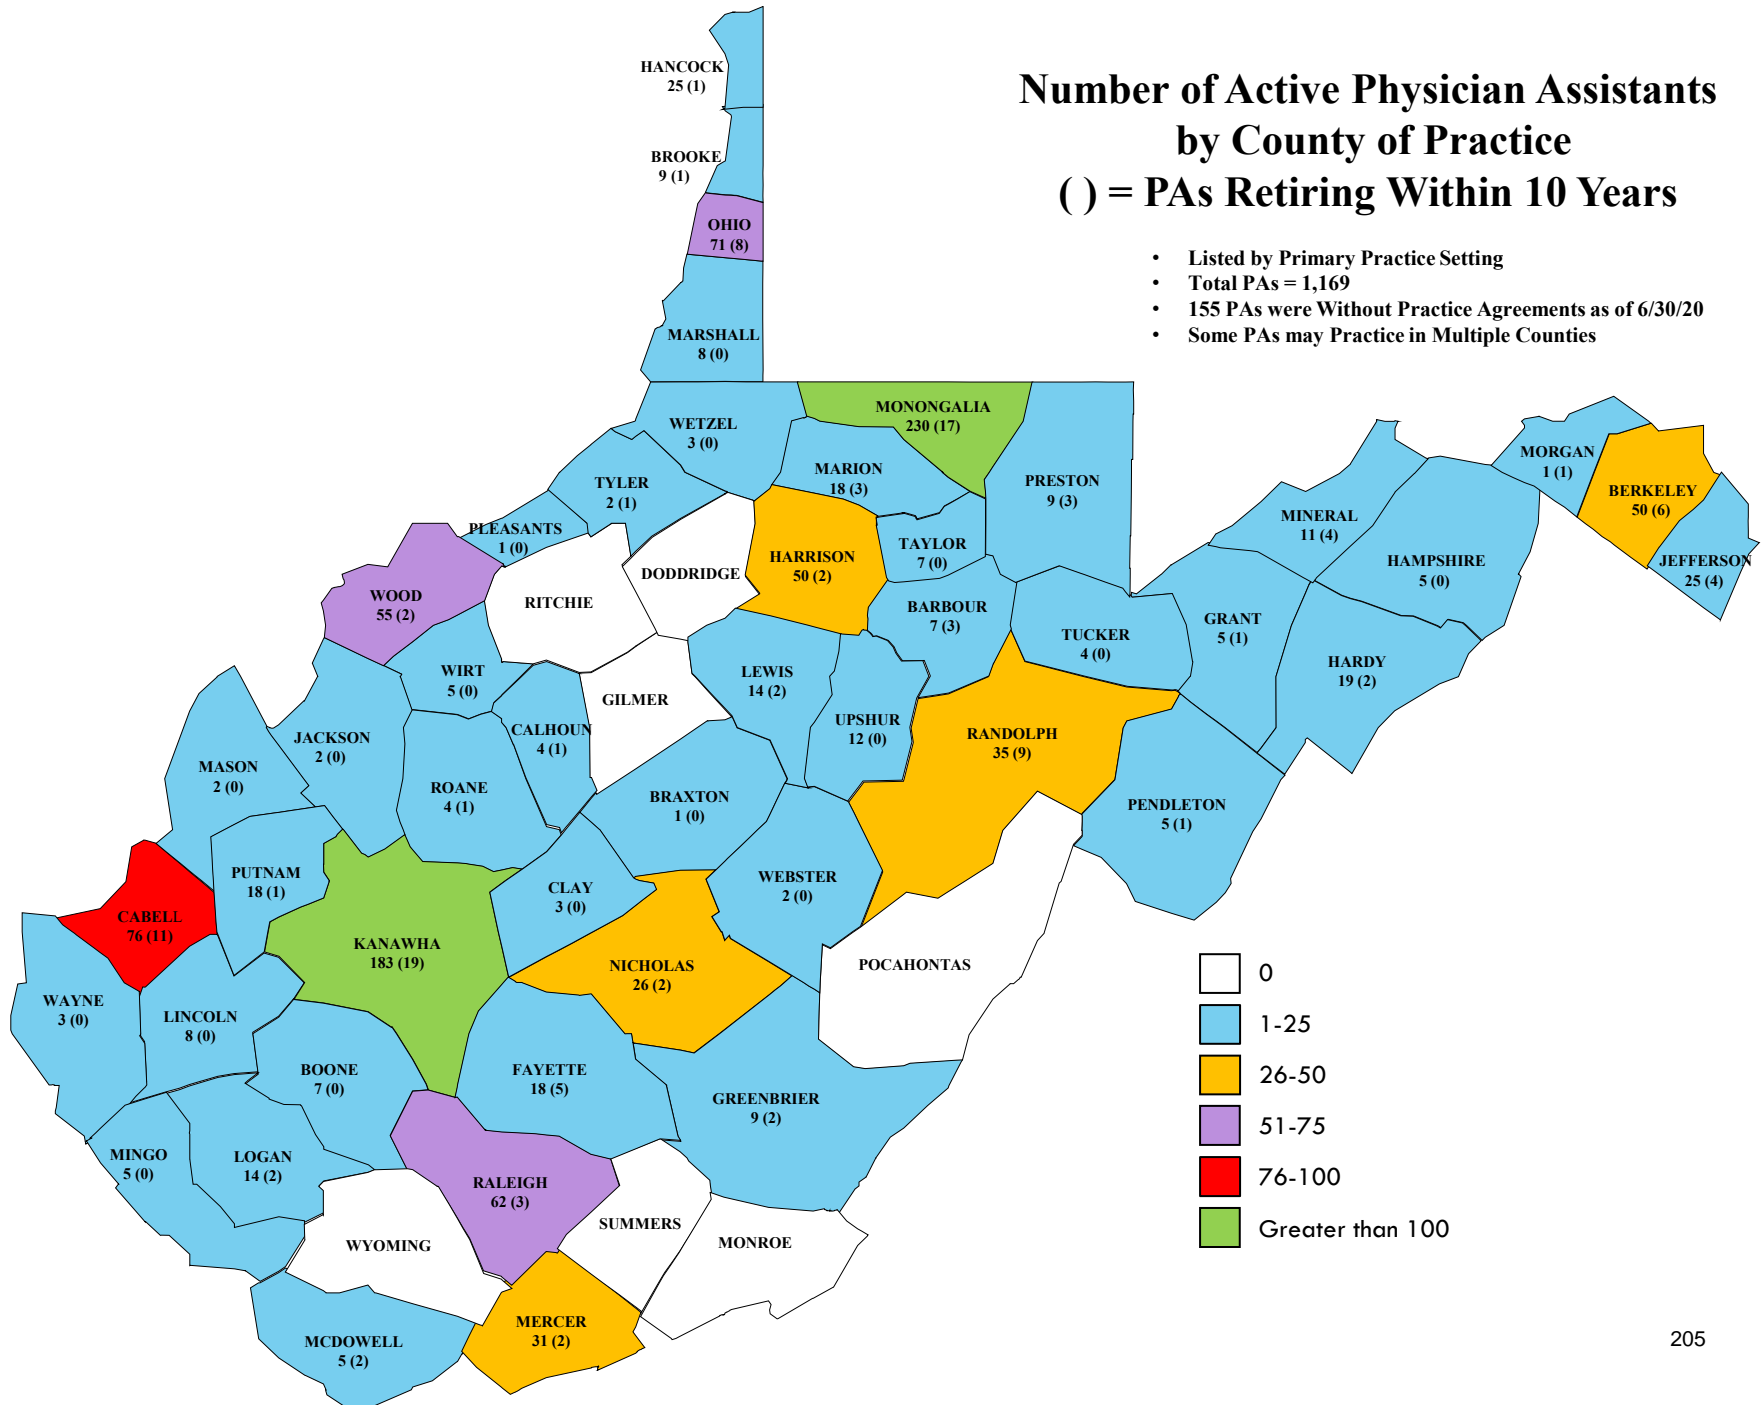 Number of Active Physician Assistants
by County of Practice
( ) = PAs Retiring Within 10 Years
• Listed by Primary Practice Setting
• Total PAs = 1,169
• 155 PAs were Without Practice Agreements as of 6/30/20
• Some PAs may Practice in Multiple Counties
HANCOCK
25 (1)
BROOKE
9 (1)
OHIO
71 (8)
MARSHALL
8 (0)
WETZEL
3 (0)
MONONGALIA
230 (17)
MARION
18 (3)
PRESTON
9 (3)
TYLER
2 (1)
PLEASANTS
1 (0)
MORGAN
1 (1)
BERKELEY
50 (6)
JEFFERSON
25 (4)
MINERAL
11 (4)
HAMPSHIRE
5 (0)
HARRISON
50 (2)
TAYLOR
7 (0)
DODDRIDGE
RITCHIE
WOOD
55 (2)
BARBOUR
7 (3)
TUCKER
4 (0)
GRANT
5 (1)
HARDY
19 (2)
WIRT
5 (0)
LEWIS
14 (2)
GILMER
UPSHUR
12 (0)
RANDOLPH
35 (9)
CALHOUN
4 (1)
JACKSON
2 (0)
MASON
2 (0)
ROANE
4 (1)
BRAXTON
1 (0)
PENDLETON
5 (1)
PUTNAM
18 (1)
CLAY
3 (0)
WEBSTER
2 (0)
CABELL
76 (11)
KANAWHA
183 (19)
NICHOLAS
26 (2)
POCAHONTAS
WAYNE
3 (0)
LINCOLN
8 (0)
BOONE
7 (0)
FAYETTE
18 (5)
GREENBRIER
9 (2)
MINGO
5 (0)
LOGAN
14 (2)
RALEIGH
62 (3)
SUMMERS
MONROE
WYOMING
MERCER
31 (2)
MCDOWELL
5 (2)
0
1-25
26-50
51-75
76-100
Greater than 100
205